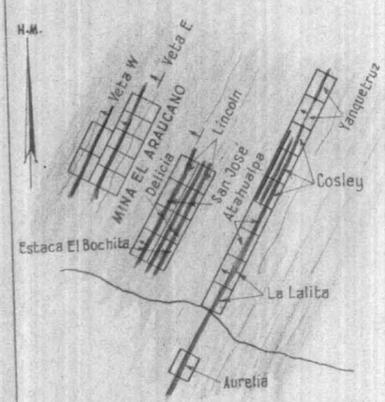 N.M.
Veta W
Veta E
MINA EL ARAUCANO
Delicia
Lincoln
San José
Atahualpa
Yanquetruz
Cosley
Estaca El Bochita
La Lalita
Aurelia